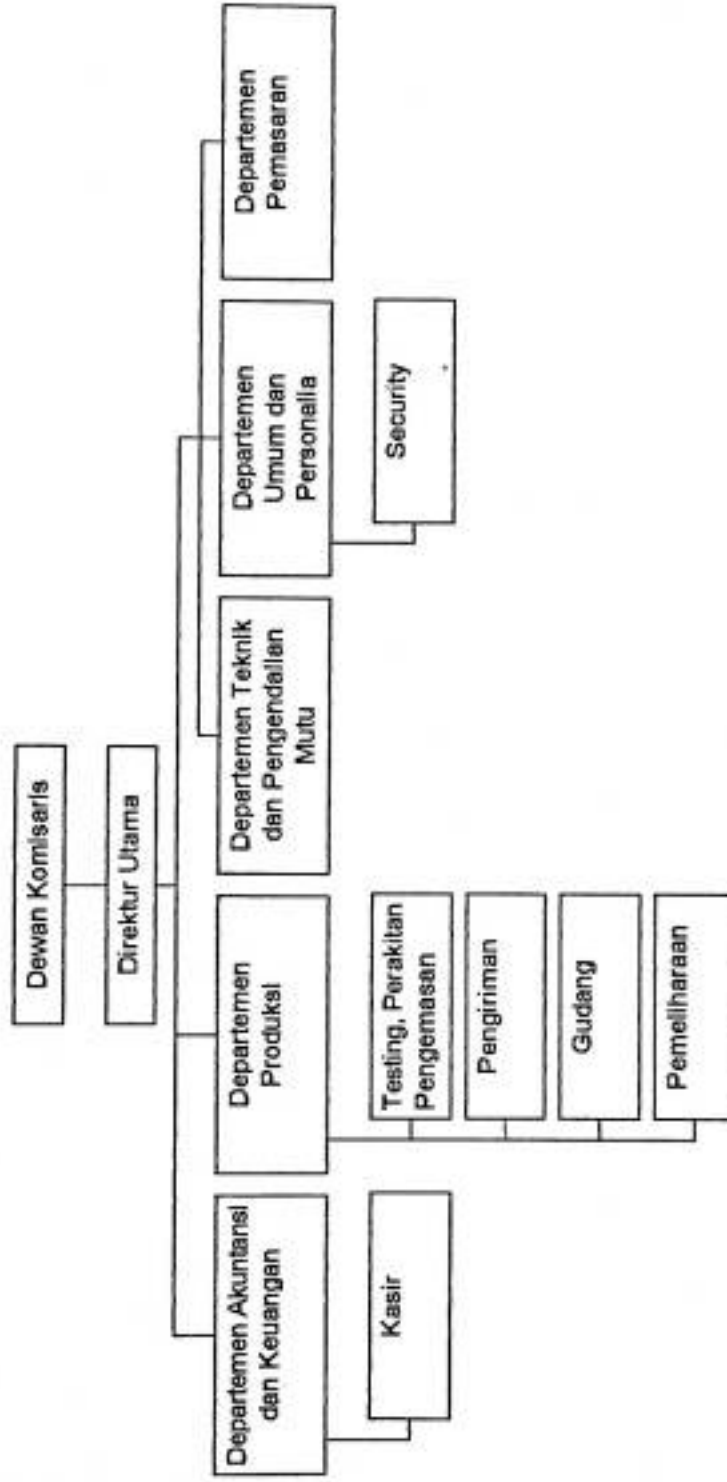 Dewan Komisaris
Direktur Utama
Departemen Akuntansi
dan Keuangan
Departemen
Produksi
Departemen Teknik
dan Pengendalian
Mutu
Departemen
Umum dan
Personalia
Departemen
Pemasaran
Kasir
Testing, Perakitan
Pengemasan
Pengiriman
Gudang
Pemeliharaan
Security